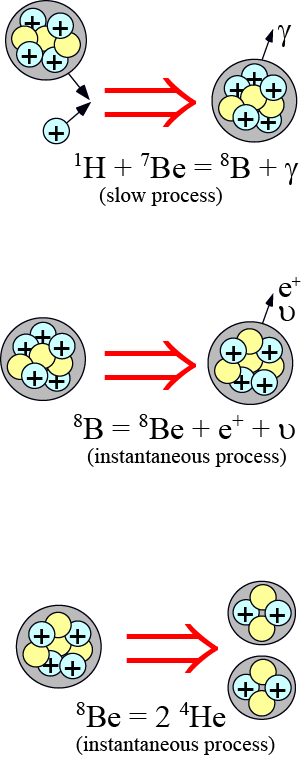 γ
¹H + ⁷Be = ⁸B + γ
(slow process)
e⁺
υ
⁸B = ⁸Be + e⁺ + υ
(instantaneous process)
⁸Be = 2 ⁴He
(instantaneous process)